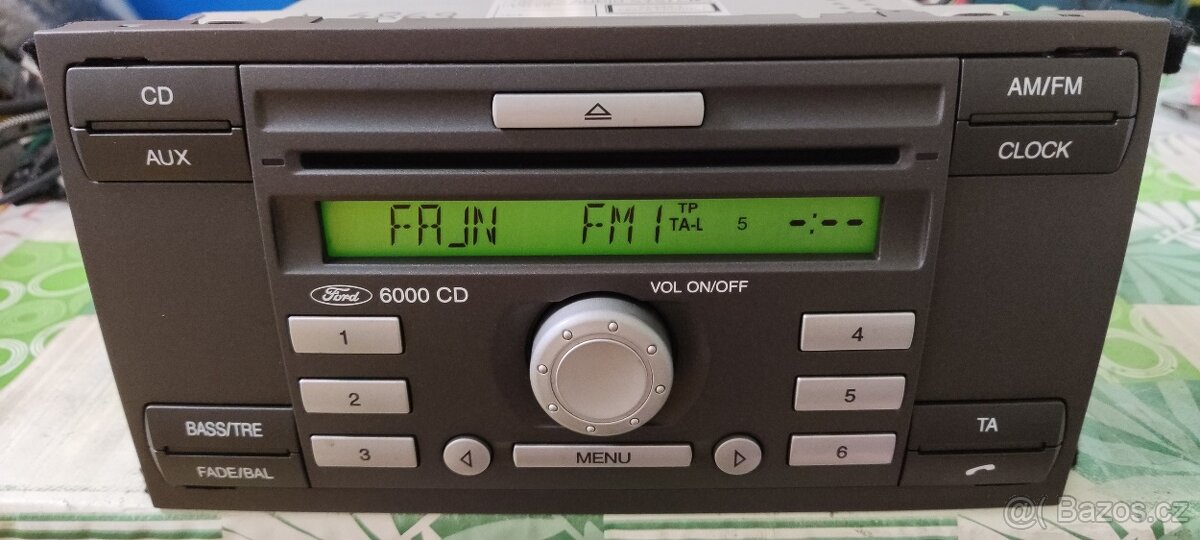 CD
AM/FM
AUX
CLOCK
FAJN FM1 TP TA-L 5 -:--
Ford 6000 CD
VOL ON/OFF
1
4
2
5
BASS/TRE
TA
3
MENU
6
FADE/BAL
@( Bazos.cz